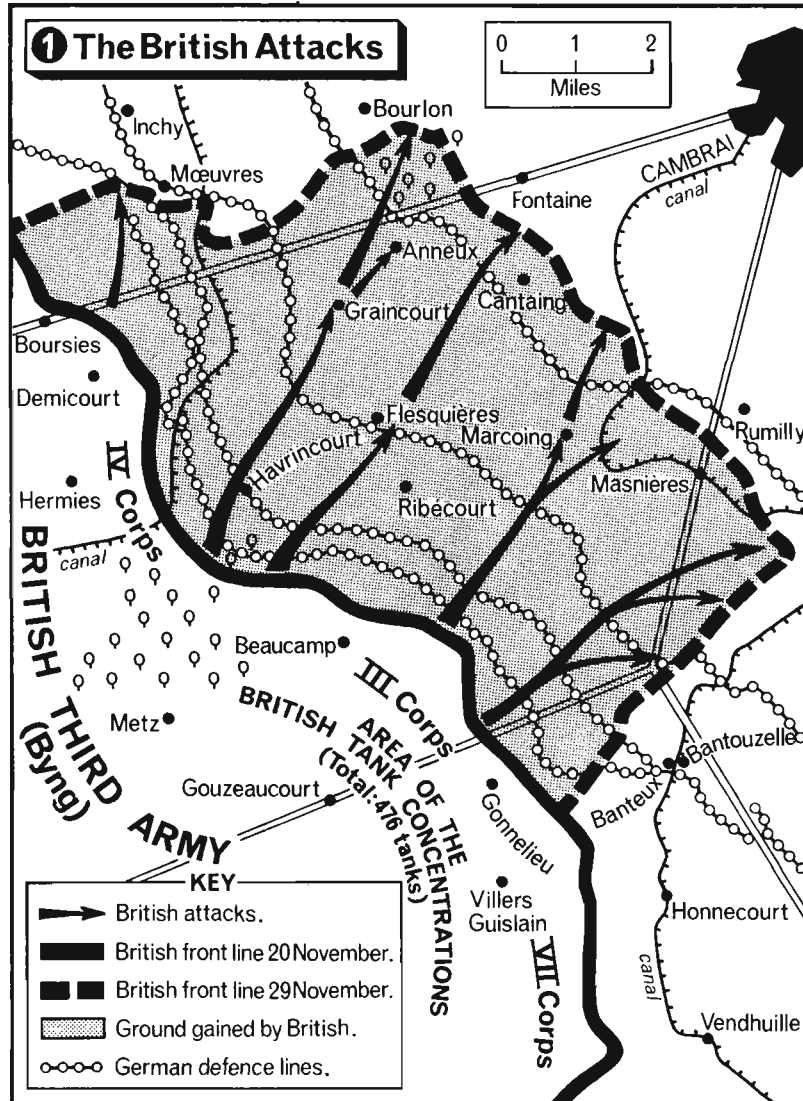 1 The British Attacks
0 1 2
Miles
Inchy
Bourlon
Mœuvres
CAMBRAI
canal
Fontaine
Anneux
Cantaing
Graincourt
Boursies
Demicourt
Flesquières
Marcoing
Rumilly
Havrincourt
Hermies
IV Corps
Ribécourt
Masnières
canal
BRITISH THIRD ARMY
(Byng)
Beaucamp
III Corps
Metz
AREA OF THE
BRITISH TANK CONCENTRATIONS
(Total: 476 tanks)
Bantouzelle
Banteux
Gouzeaucourt
Gonnelieu
Villers
Guislain
Honnecourt
VII Corps
canal
Vendhuille
KEY
British attacks.
British front line 20 November.
British front line 29 November.
Ground gained by British.
German defence lines.